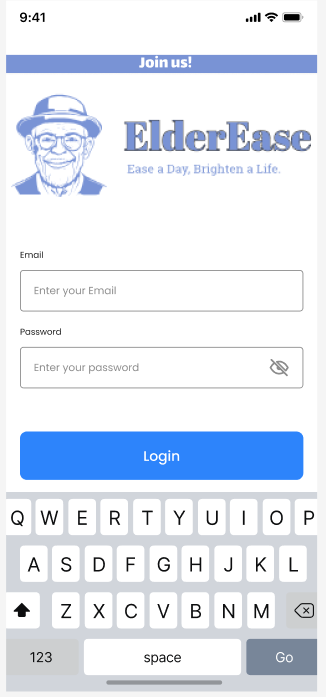 9:41
Join us!
ElderEase
Ease a Day, Brighten a Life.
Email
Enter your Email
Password
Enter your password
Login
Q W E R T Y U I O P
A S D F G H J K L
Z X C V B N M
123 space Go